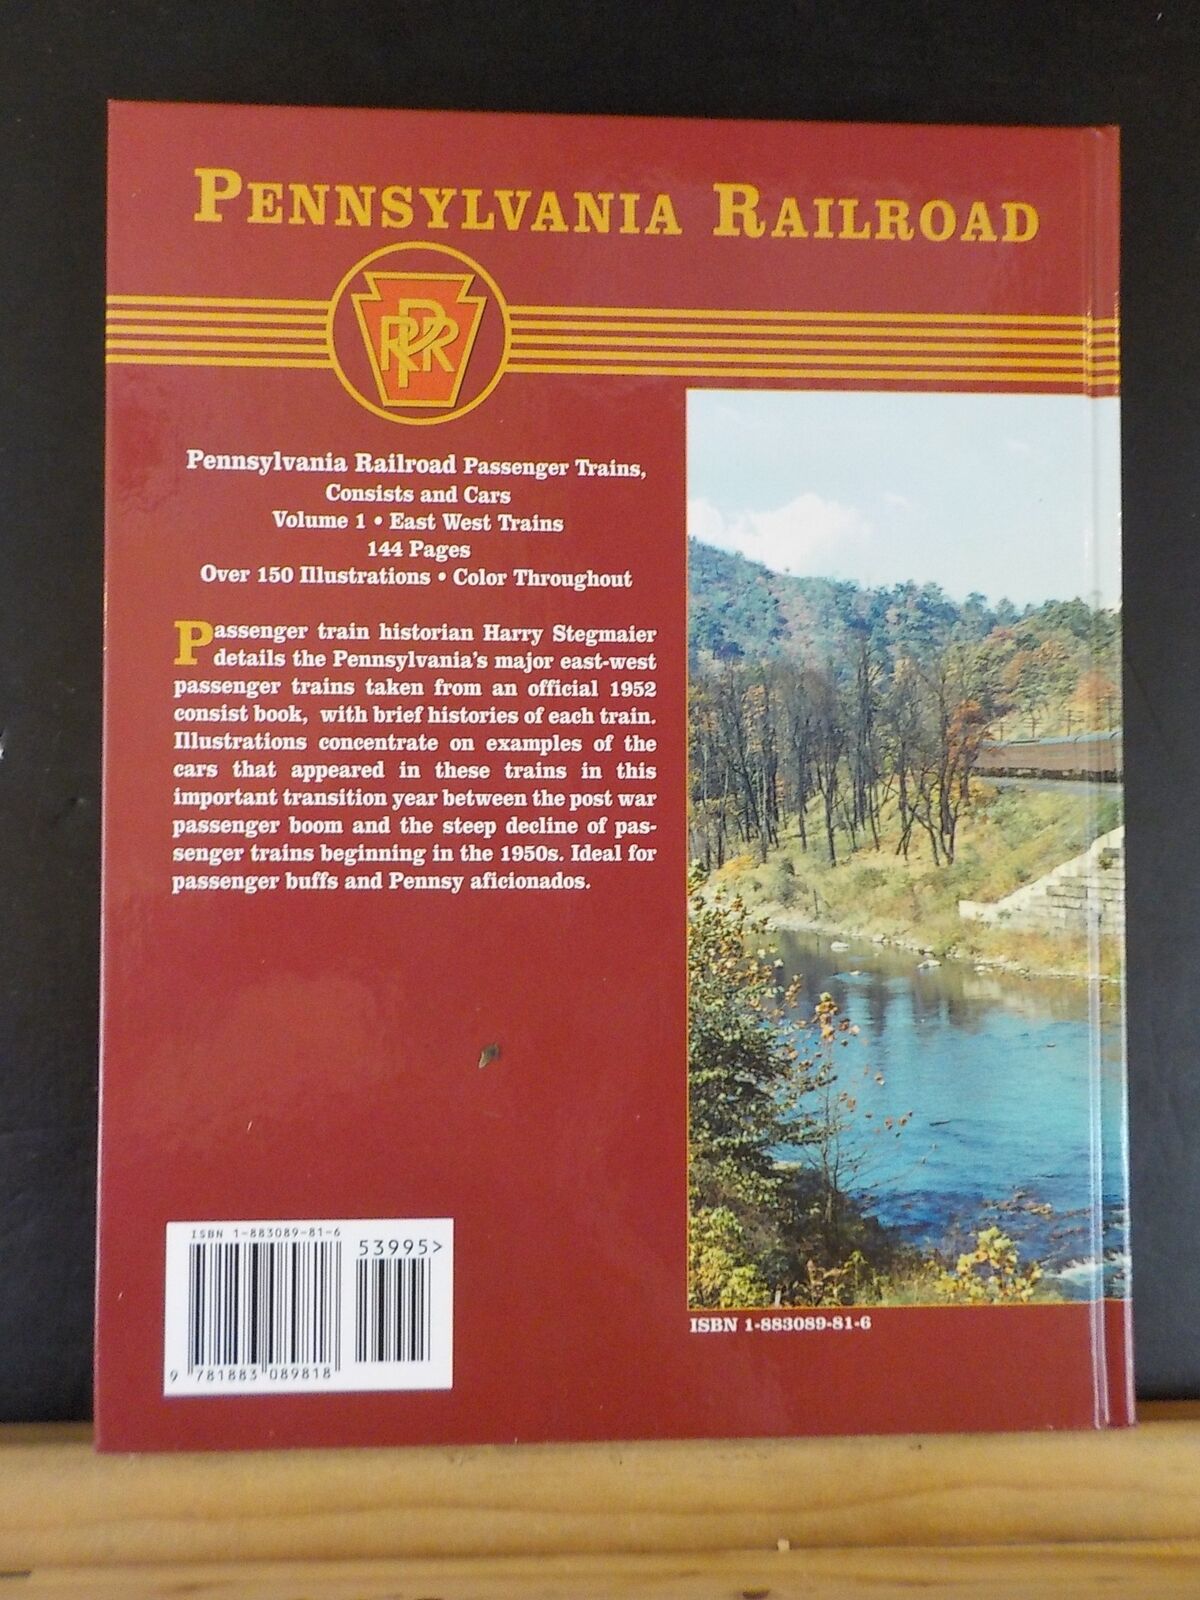 PENNSYLVANIA RAILROAD
PRR
Pennsylvania Railroad Passenger Trains,
Consists and Cars
Volume 1 • East West Trains
144 Pages
Over 150 Illustrations • Color Throughout
Passenger train historian Harry Stegmaier
details the Pennsylvania's major east-west
passenger trains taken from an official 1952
consist book, with brief histories of each train.
Illustrations concentrate on examples of the
cars that appeared in these trains in this
important transition year between the post war
passenger boom and the steep decline of pas-
senger trains beginning in the 1950s. Ideal for
passenger buffs and Pennsy aficionados.
ISBN 1-883089-81-6
53995>
9 781883 089818
ISBN 1-883089-81-6